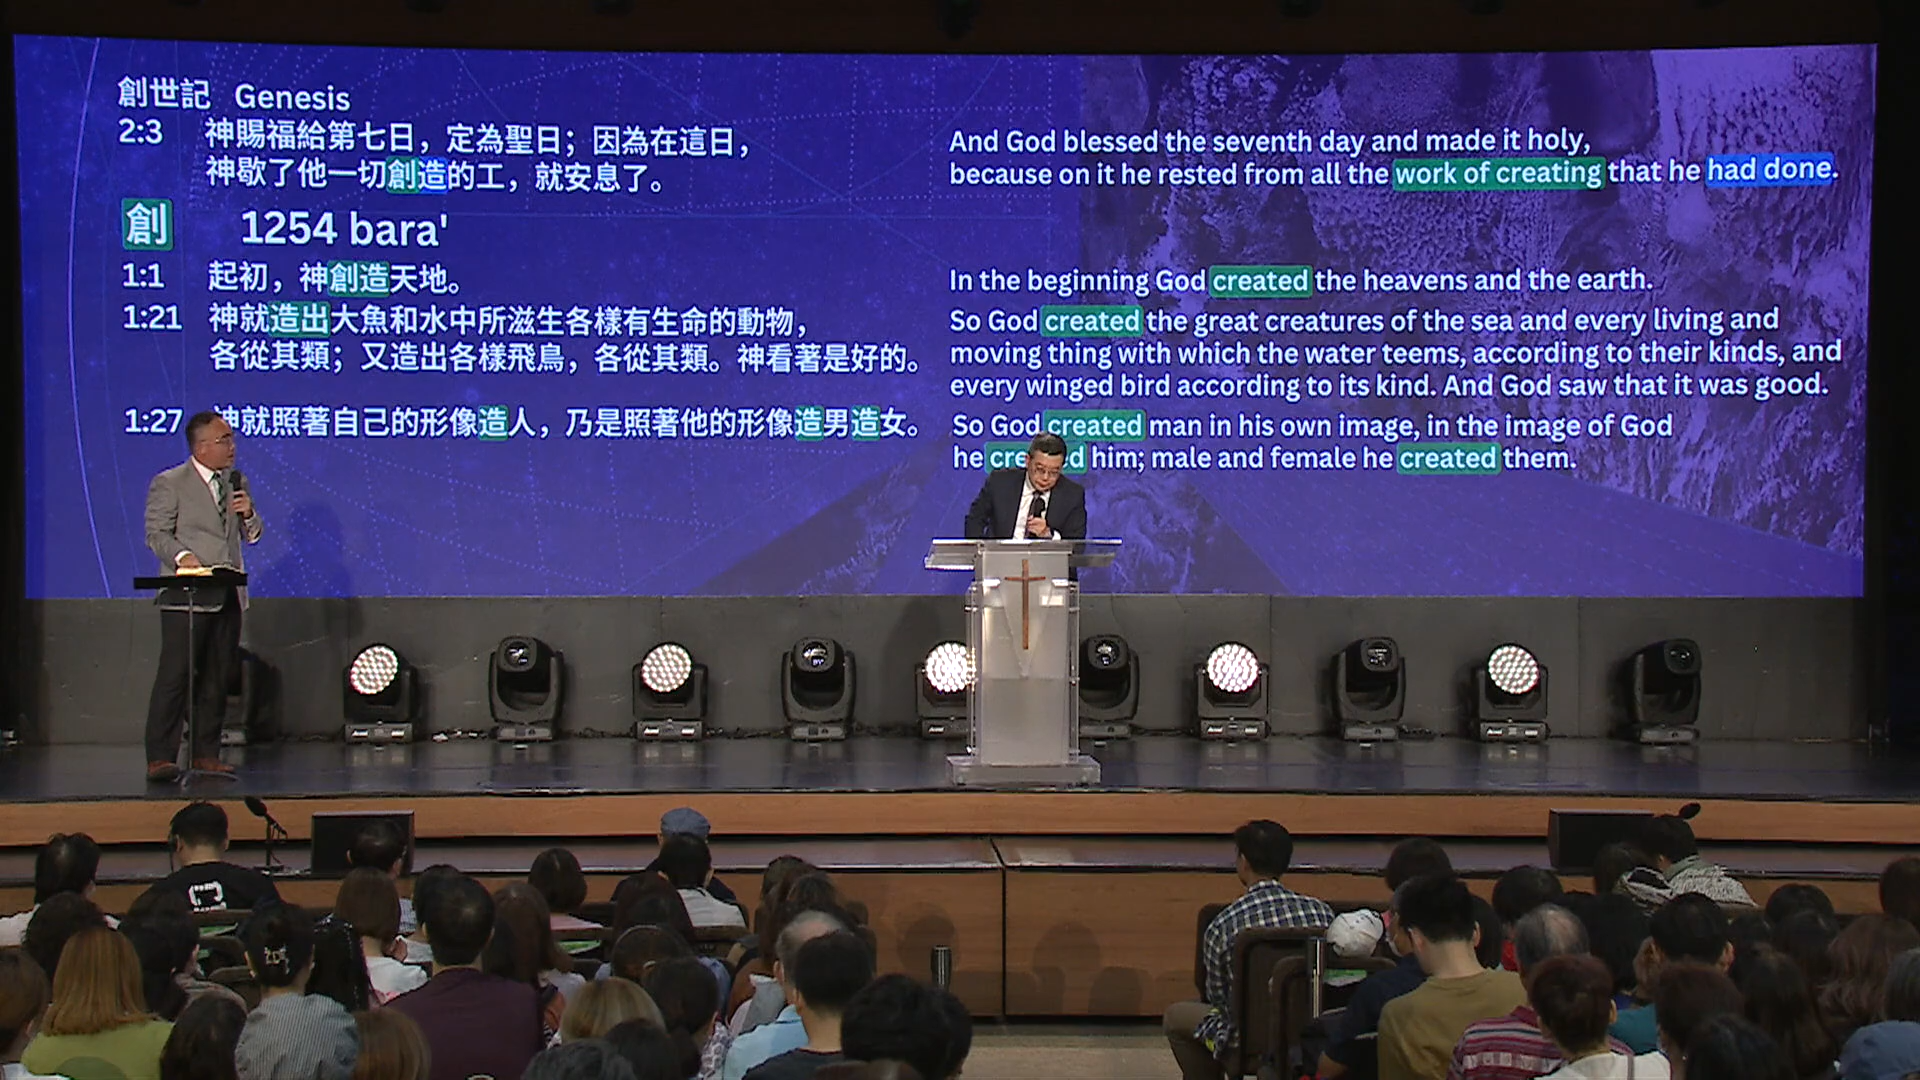 創世記 Genesis
2:3 神賜福給第七日，定為聖日；因為在這日，
神歇了他一切創造的工，就安息了。
And God blessed the seventh day and made it holy,
because on it he rested from all the work of creating that he had done.
創 1254 bara'
1:1 起初，神創造天地。
In the beginning God created the heavens and the earth.
1:21 神就造出大魚和水中所滋生各樣有生命的動物，
各從其類；又造出各樣飛鳥，各從其類。神看著是好的。
So God created the great creatures of the sea and every living and
moving thing with which the water teems, according to their kinds, and
every winged bird according to its kind. And God saw that it was good.
1:27 神就照著自己的形像造人，乃是照著他的形像造男造女。
So God created man in his own image, in the image of God
he created him; male and female he created them.